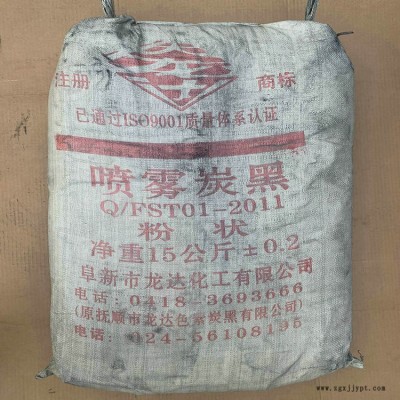 注册 商标
已通过ISO9001质量体系认证
喷雾炭黑
Q/FST01-2011
粉状
净重15公斤±0.2
阜新市龙达化工有限公司
电话:0418-3693666
(原抚顺市龙达色素炭黑有限公司)
电话:024-56108195
www.zgxjjypt.com